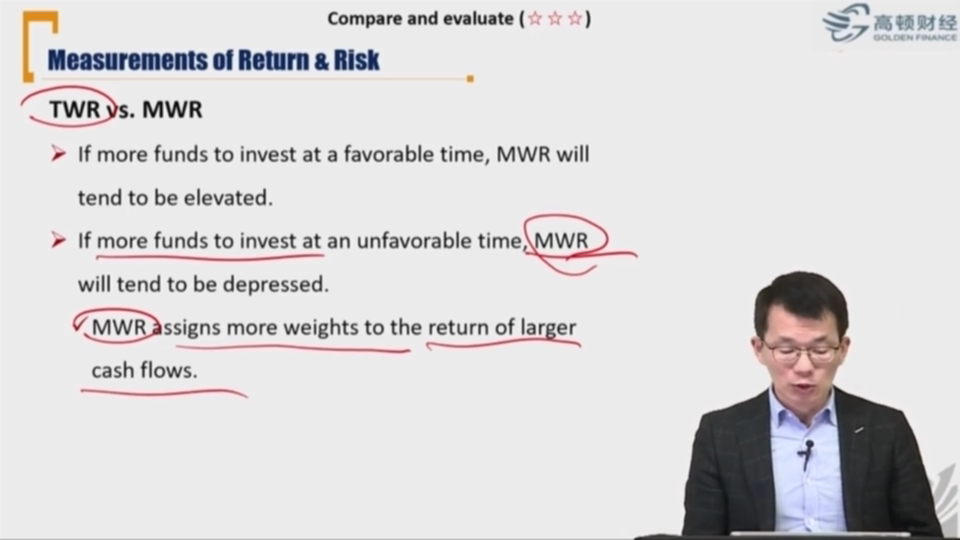 Compare and evaluate (☆☆☆)
高顿财经
GOLDEN FINANCE
Measurements of Return & Risk
TWR vs. MWR
➤ If more funds to invest at a favorable time, MWR will
tend to be elevated.
➤ If more funds to invest at an unfavorable time, MWR
will tend to be depressed.
✓ MWR assigns more weights to the return of larger
cash flows.